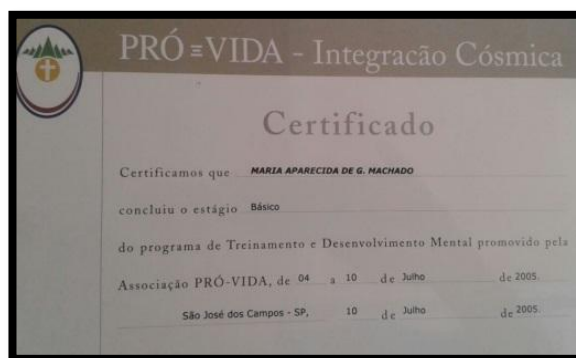 PRÓ ≡ VIDA - Integracão Cósmica
Certificado
Certificamos que MARIA APARECIDA DE G. MACHADO
concluiu o estágio Básico
do programa de Treinamento e Desenvolvimento Mental promovido pela
Associação PRÓ-VIDA, de 04 a 10 de Julho de 2005.
São José dos Campos - SP, 10 de Julho de 2005.